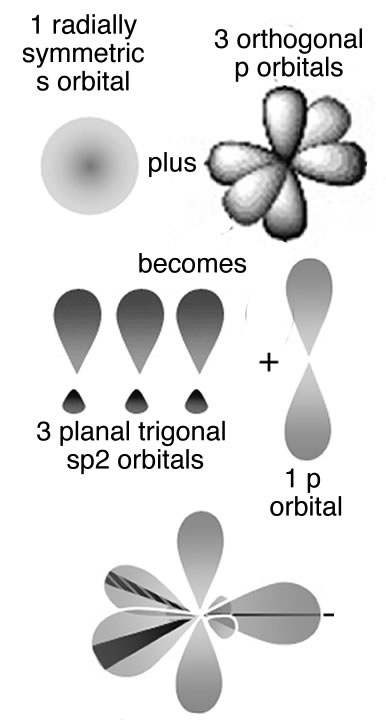 1 radially
symmetric
s orbital
3 orthogonal
p orbitals
plus
becomes
+
3 planal trigonal
sp2 orbitals
1 p
orbital